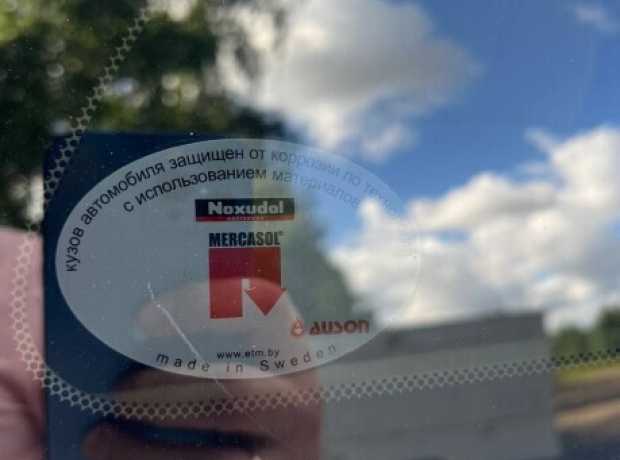 кузов автомобиля защищен от коррозии по
с использованием материалов
Noxudol
MERCASOL®
AUSON
www.etm.by
made in Sweden